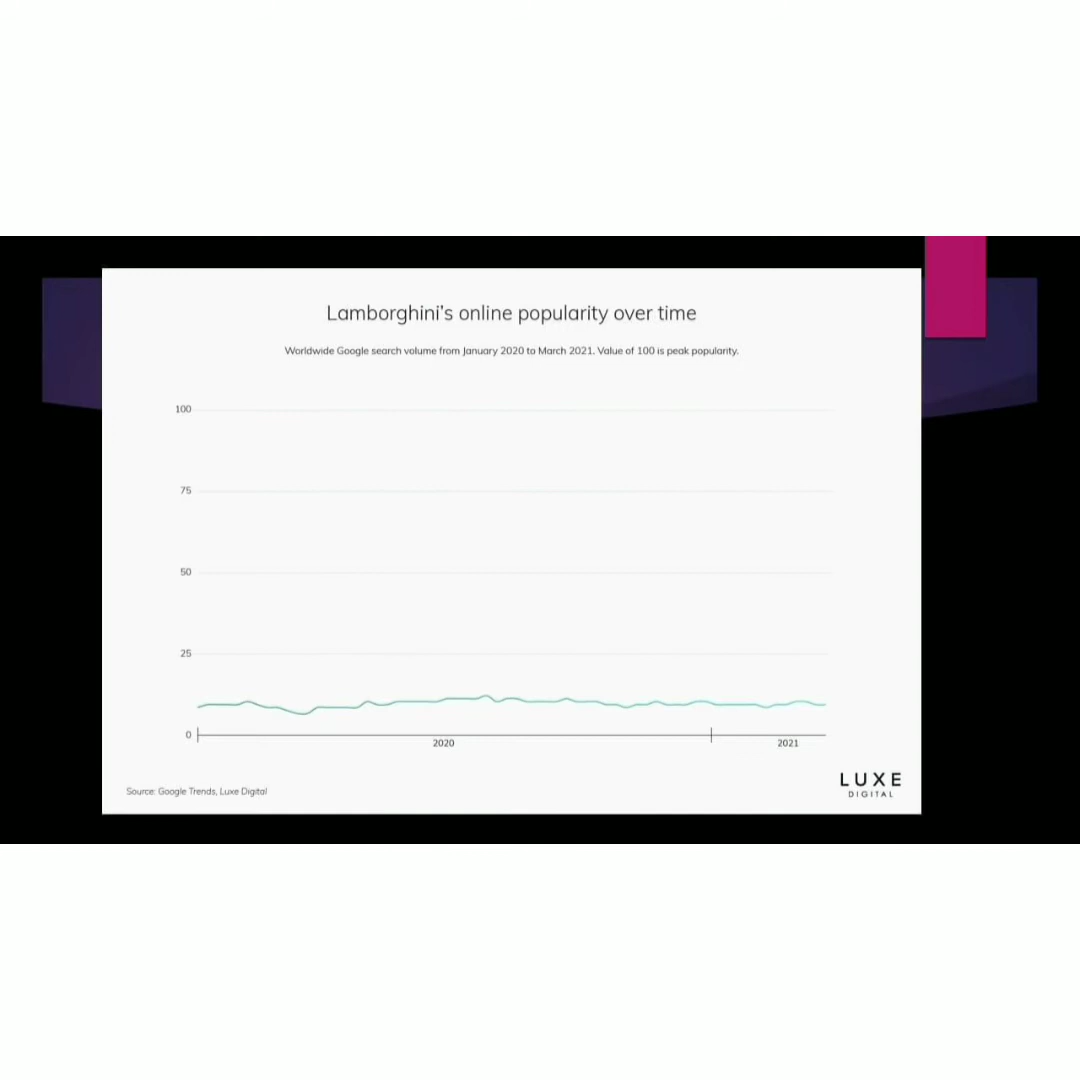 Lamborghini's online popularity over time
Worldwide Google search volume from January 2020 to March 2021. Value of 100 is peak popularity.
100
75
50
25
0
2020
2021
Source: Google Trends, Luxe Digital
LUXE
DIGITAL